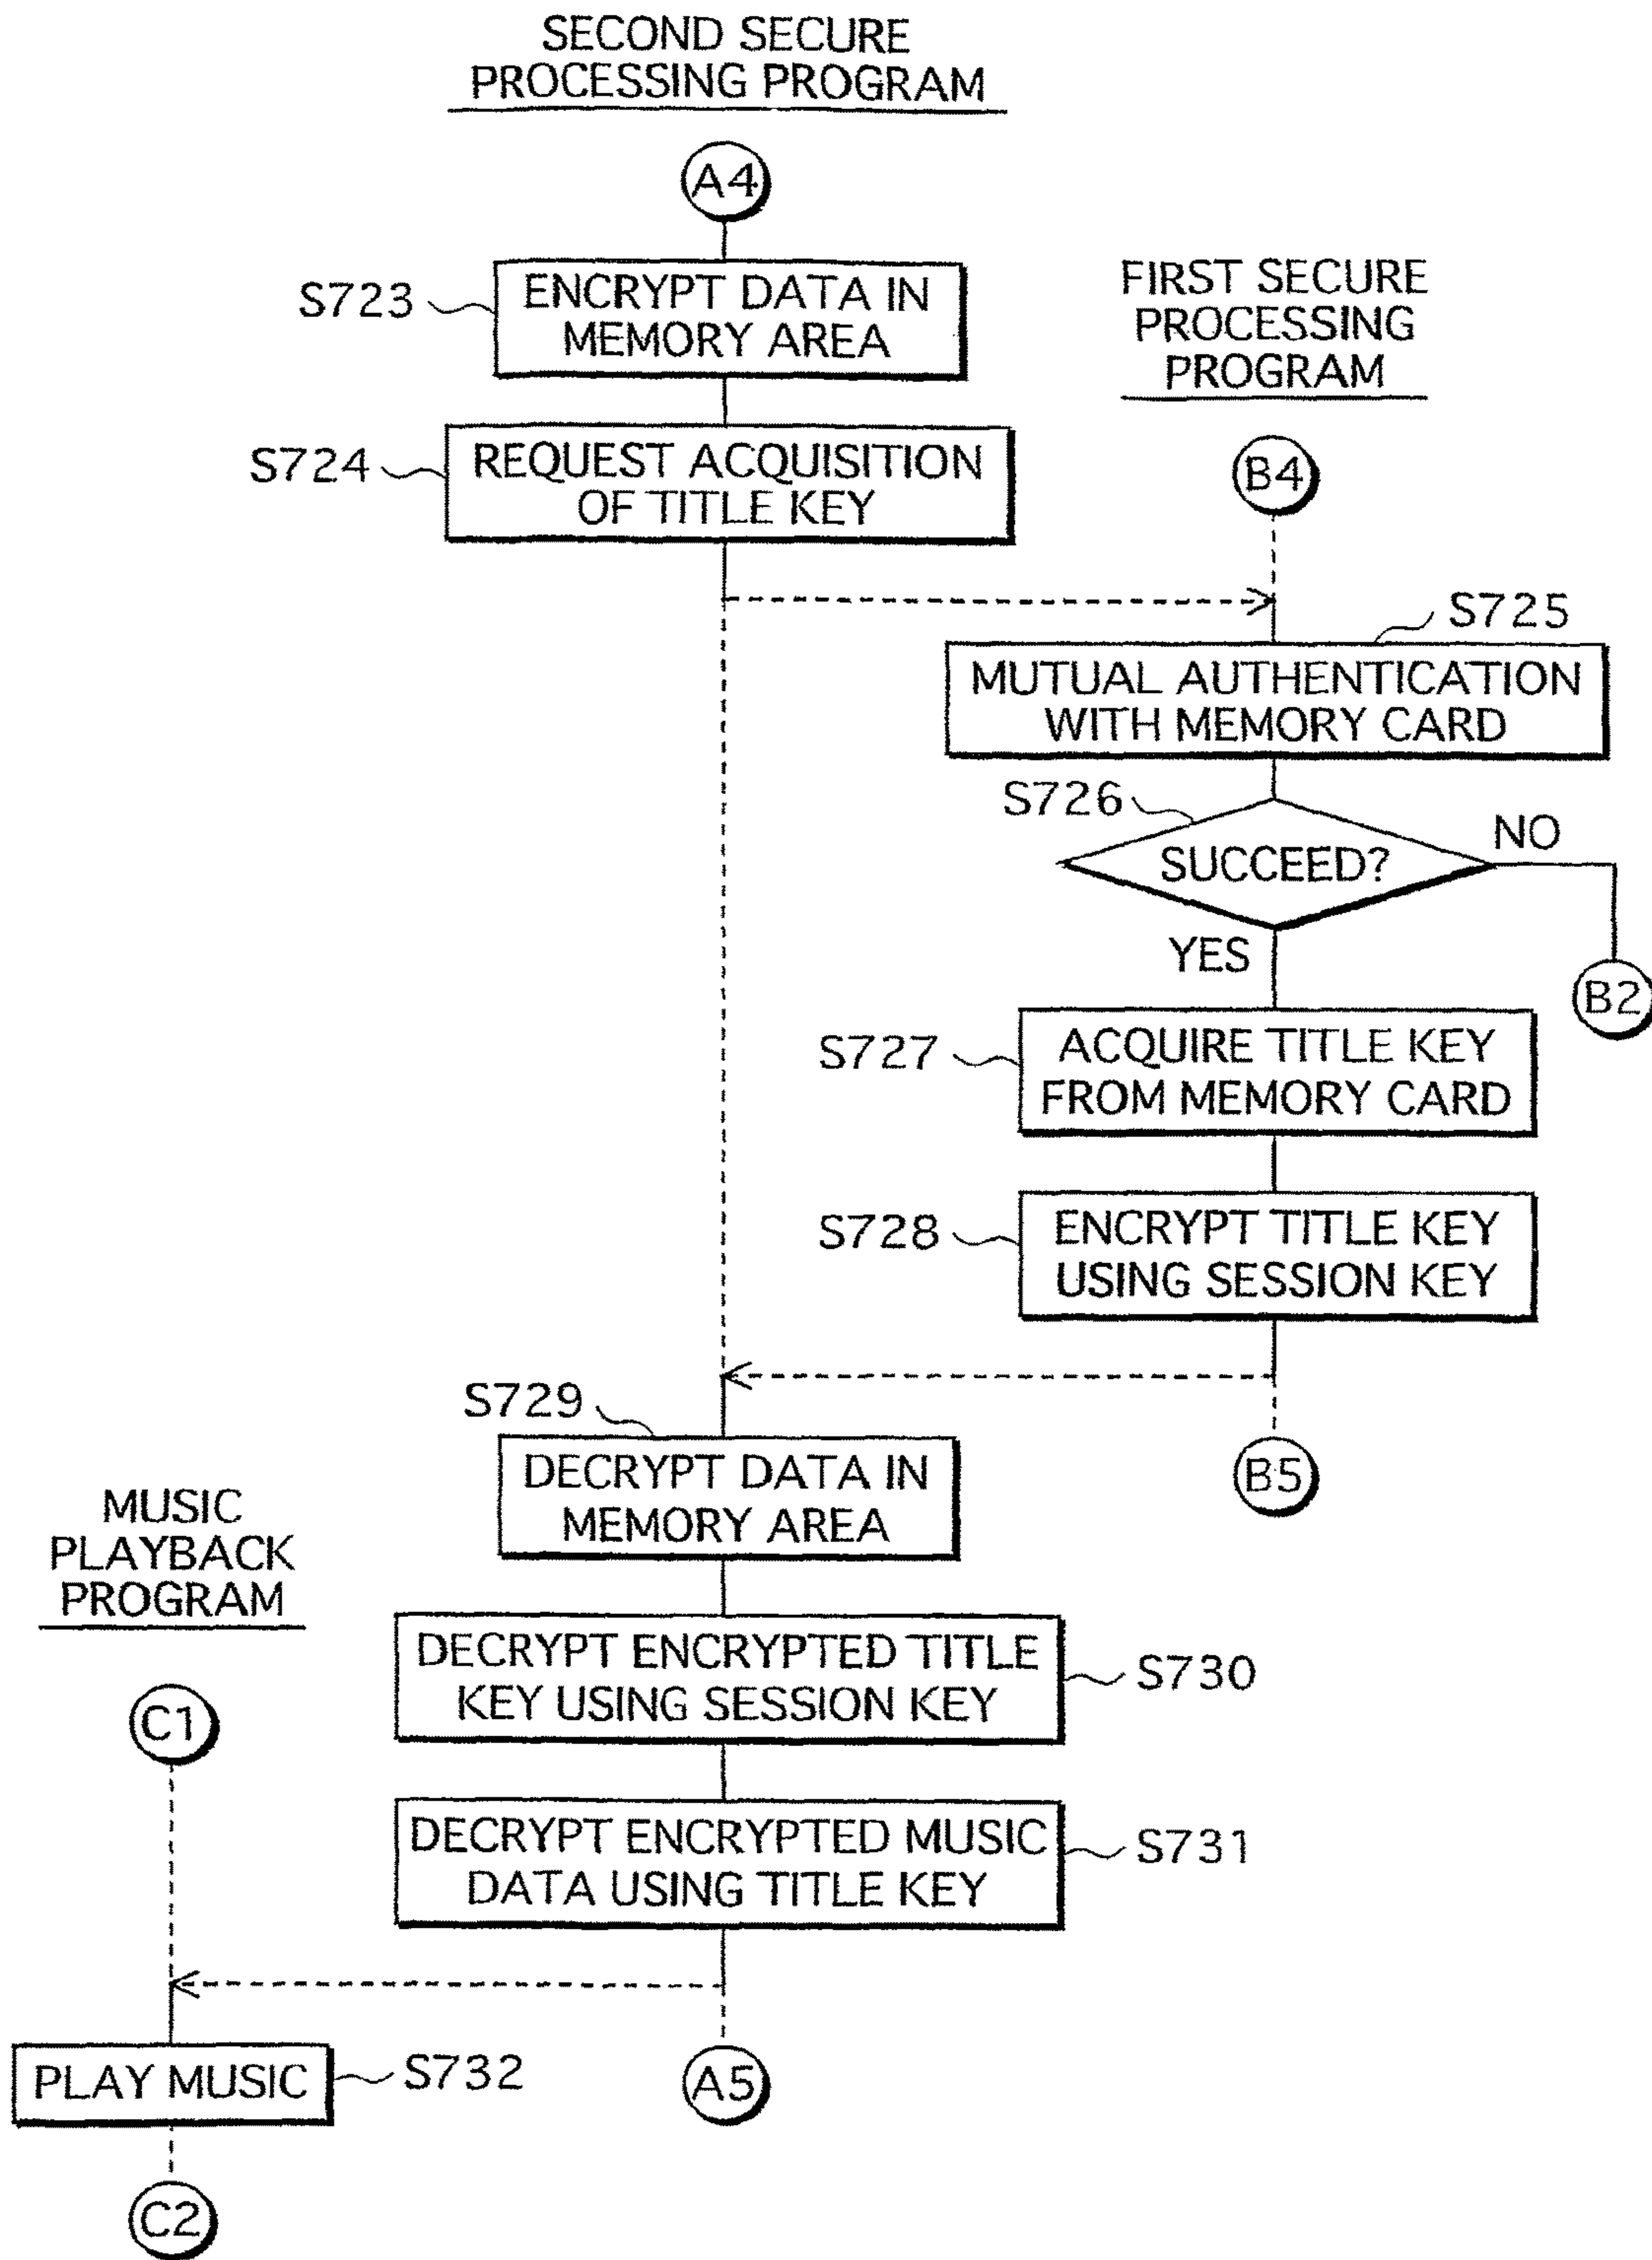 SECOND SECURE
PROCESSING PROGRAM
A4
S723
ENCRYPT DATA IN
MEMORY AREA
FIRST SECURE
PROCESSING
PROGRAM
S724
REQUEST ACQUISITION
OF TITLE KEY
B4
S725
MUTUAL AUTHENTICATION
WITH MEMORY CARD
S726
SUCCEED?
NO
YES
B2
S727
ACQUIRE TITLE KEY
FROM MEMORY CARD
S728
ENCRYPT TITLE KEY
USING SESSION KEY
S729
DECRYPT DATA IN
MEMORY AREA
B5
MUSIC
PLAYBACK
PROGRAM
DECRYPT ENCRYPTED TITLE
KEY USING SESSION KEY
S730
C1
DECRYPT ENCRYPTED MUSIC
DATA USING TITLE KEY
S731
PLAY MUSIC
S732
A5
C2